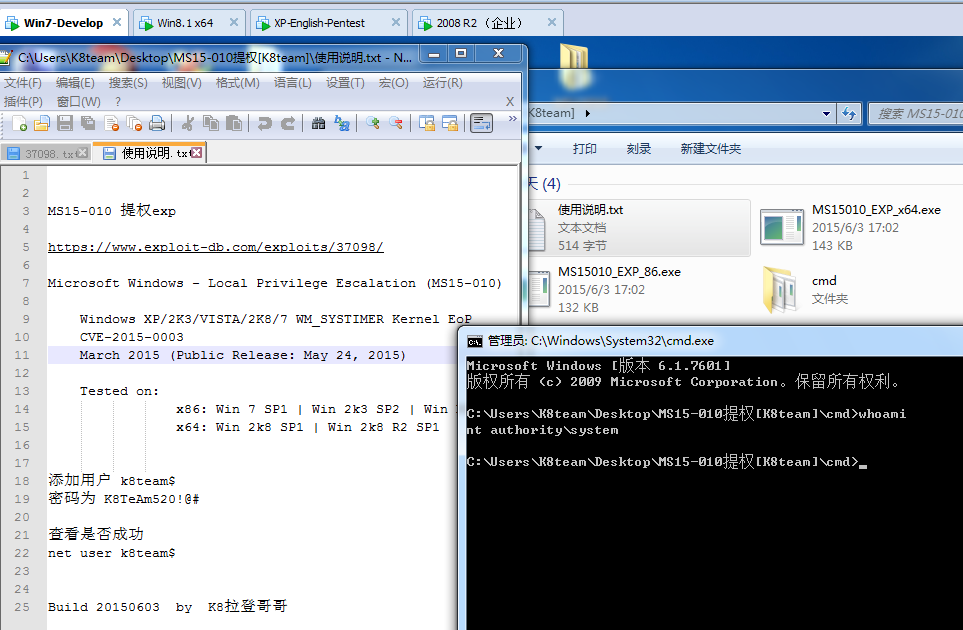 Win7-Develop
Win8.1 x64
XP-English-Pentest
2008 R2 （企业）
C:\Users\K8team\Desktop\MS15-010提权[K8team]\使用说明.txt - N...
文件(F) 编辑(E) 搜索(S) 视图(V) 格式(M) 语言(L) 设置(T) 宏(O) 运行(R)
插件(P) 窗口(W) ? X
37098.tx
使用说明.tx
1
2
3 MS15-010 提权exp
4
5 https://www.exploit-db.com/exploits/37098/
6
7 Microsoft Windows - Local Privilege Escalation (MS15-010)
8
9 Windows XP/2K3/VISTA/2K8/7 WM_SYSTIMER Kernel EoP
10 CVE-2015-0003
11 March 2015 (Public Release: May 24, 2015)
12
13 Tested on:
14 x86: Win 7 SP1 | Win 2k3 SP2 | Win
15 x64: Win 2k8 SP1 | Win 2k8 R2 SP1
16
17
18 添加用户 k8team$
19 密码为 K8TeAm520!@#
20
21 查看是否成功
22 net user k8team$
23
24
25 Build 20150603 by K8拉登哥哥
K8team]
搜索 MS15-010
打印 刻录 新建文件夹
天 (4)
使用说明.txt
文本文档
514 字节
MS15010_EXP_x64.exe
2015/6/3 17:02
143 KB
MS15010_EXP_86.exe
2015/6/3 17:02
132 KB
cmd
文件夹
管理员: C:\Windows\System32\cmd.exe
Microsoft Windows [版本 6.1.7601]
版权所有 (c) 2009 Microsoft Corporation。保留所有权利。
C:\Users\K8team\Desktop\MS15-010提权[K8team]\cmd>whoami
nt authority\system
C:\Users\K8team\Desktop\MS15-010提权[K8team]\cmd>